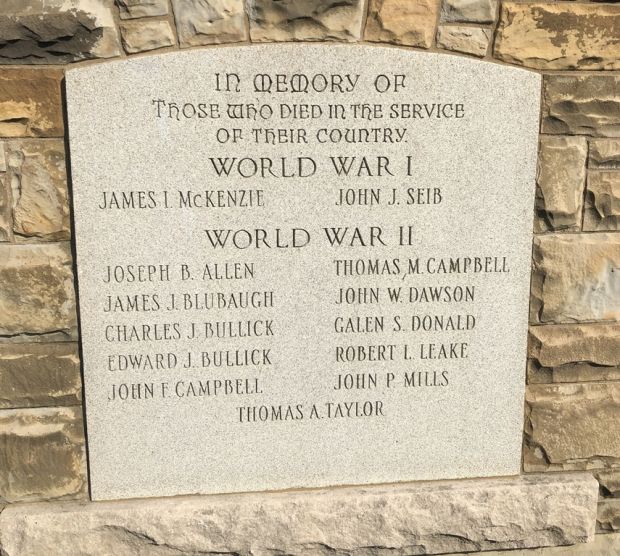 IN MEMORY OF
THOSE WHO DIED IN THE SERVICE
OF THEIR COUNTRY.
WORLD WAR I
JAMES I. McKENZIE JOHN J. SEIB
WORLD WAR II
JOSEPH B. ALLEN THOMAS M. CAMPBELL
JAMES J. BLUBAUGH JOHN W. DAWSON
CHARLES J. BULLICK GALEN S. DONALD
EDWARD J. BULLICK ROBERT L. LEAKE
JOHN F. CAMPBELL JOHN P. MILLS
THOMAS A. TAYLOR